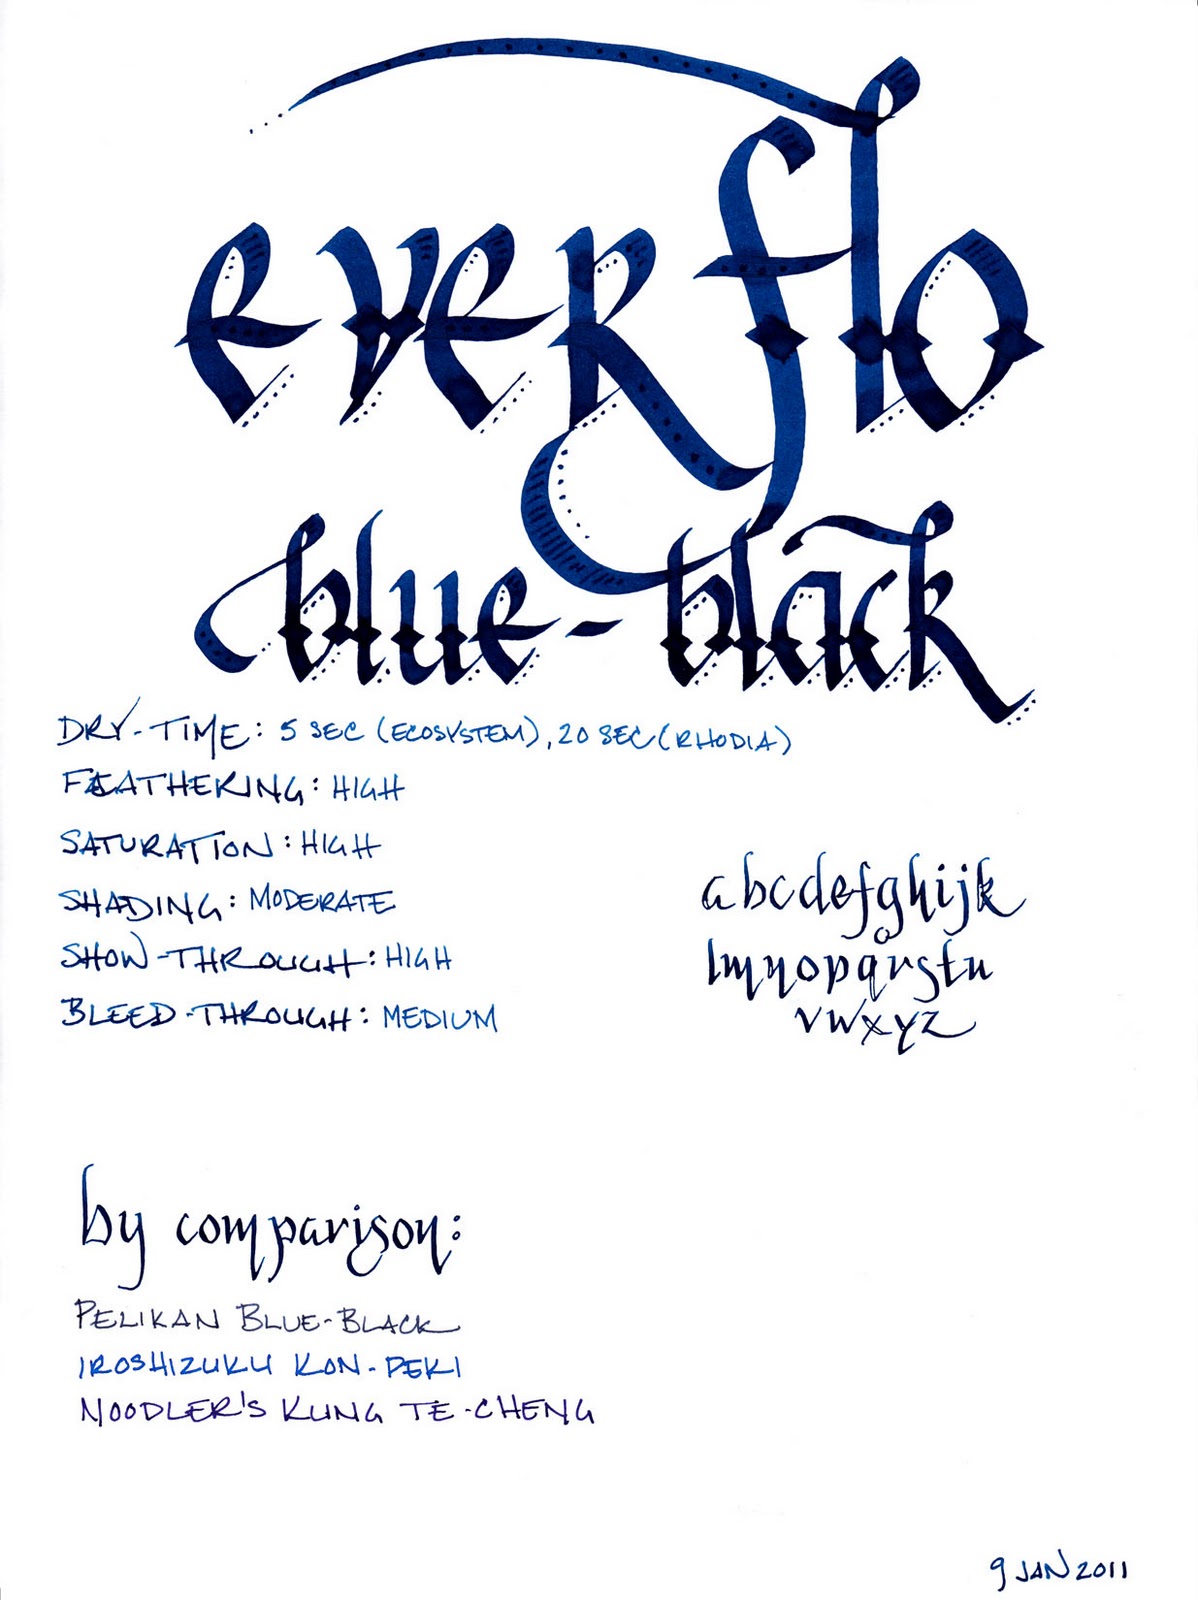 everflo
blue-black
DRY-TIME: 5 SEC (ECOSYSTEM), 20 SEC (RHODIA)
FEATHERING: HIGH
SATURATION: HIGH
SHADING: MODERATE
SHOW-THROUGH: HIGH
BLEED-THROUGH: MEDIUM
abcdefghijk
lmnopqrstu
vwxyz
by comparison:
PELIKAN BLUE-BLACK
IROSHIZUKU KON-PEKI
NOODLER'S KUNG TE-CHENG
9 JAN 2011